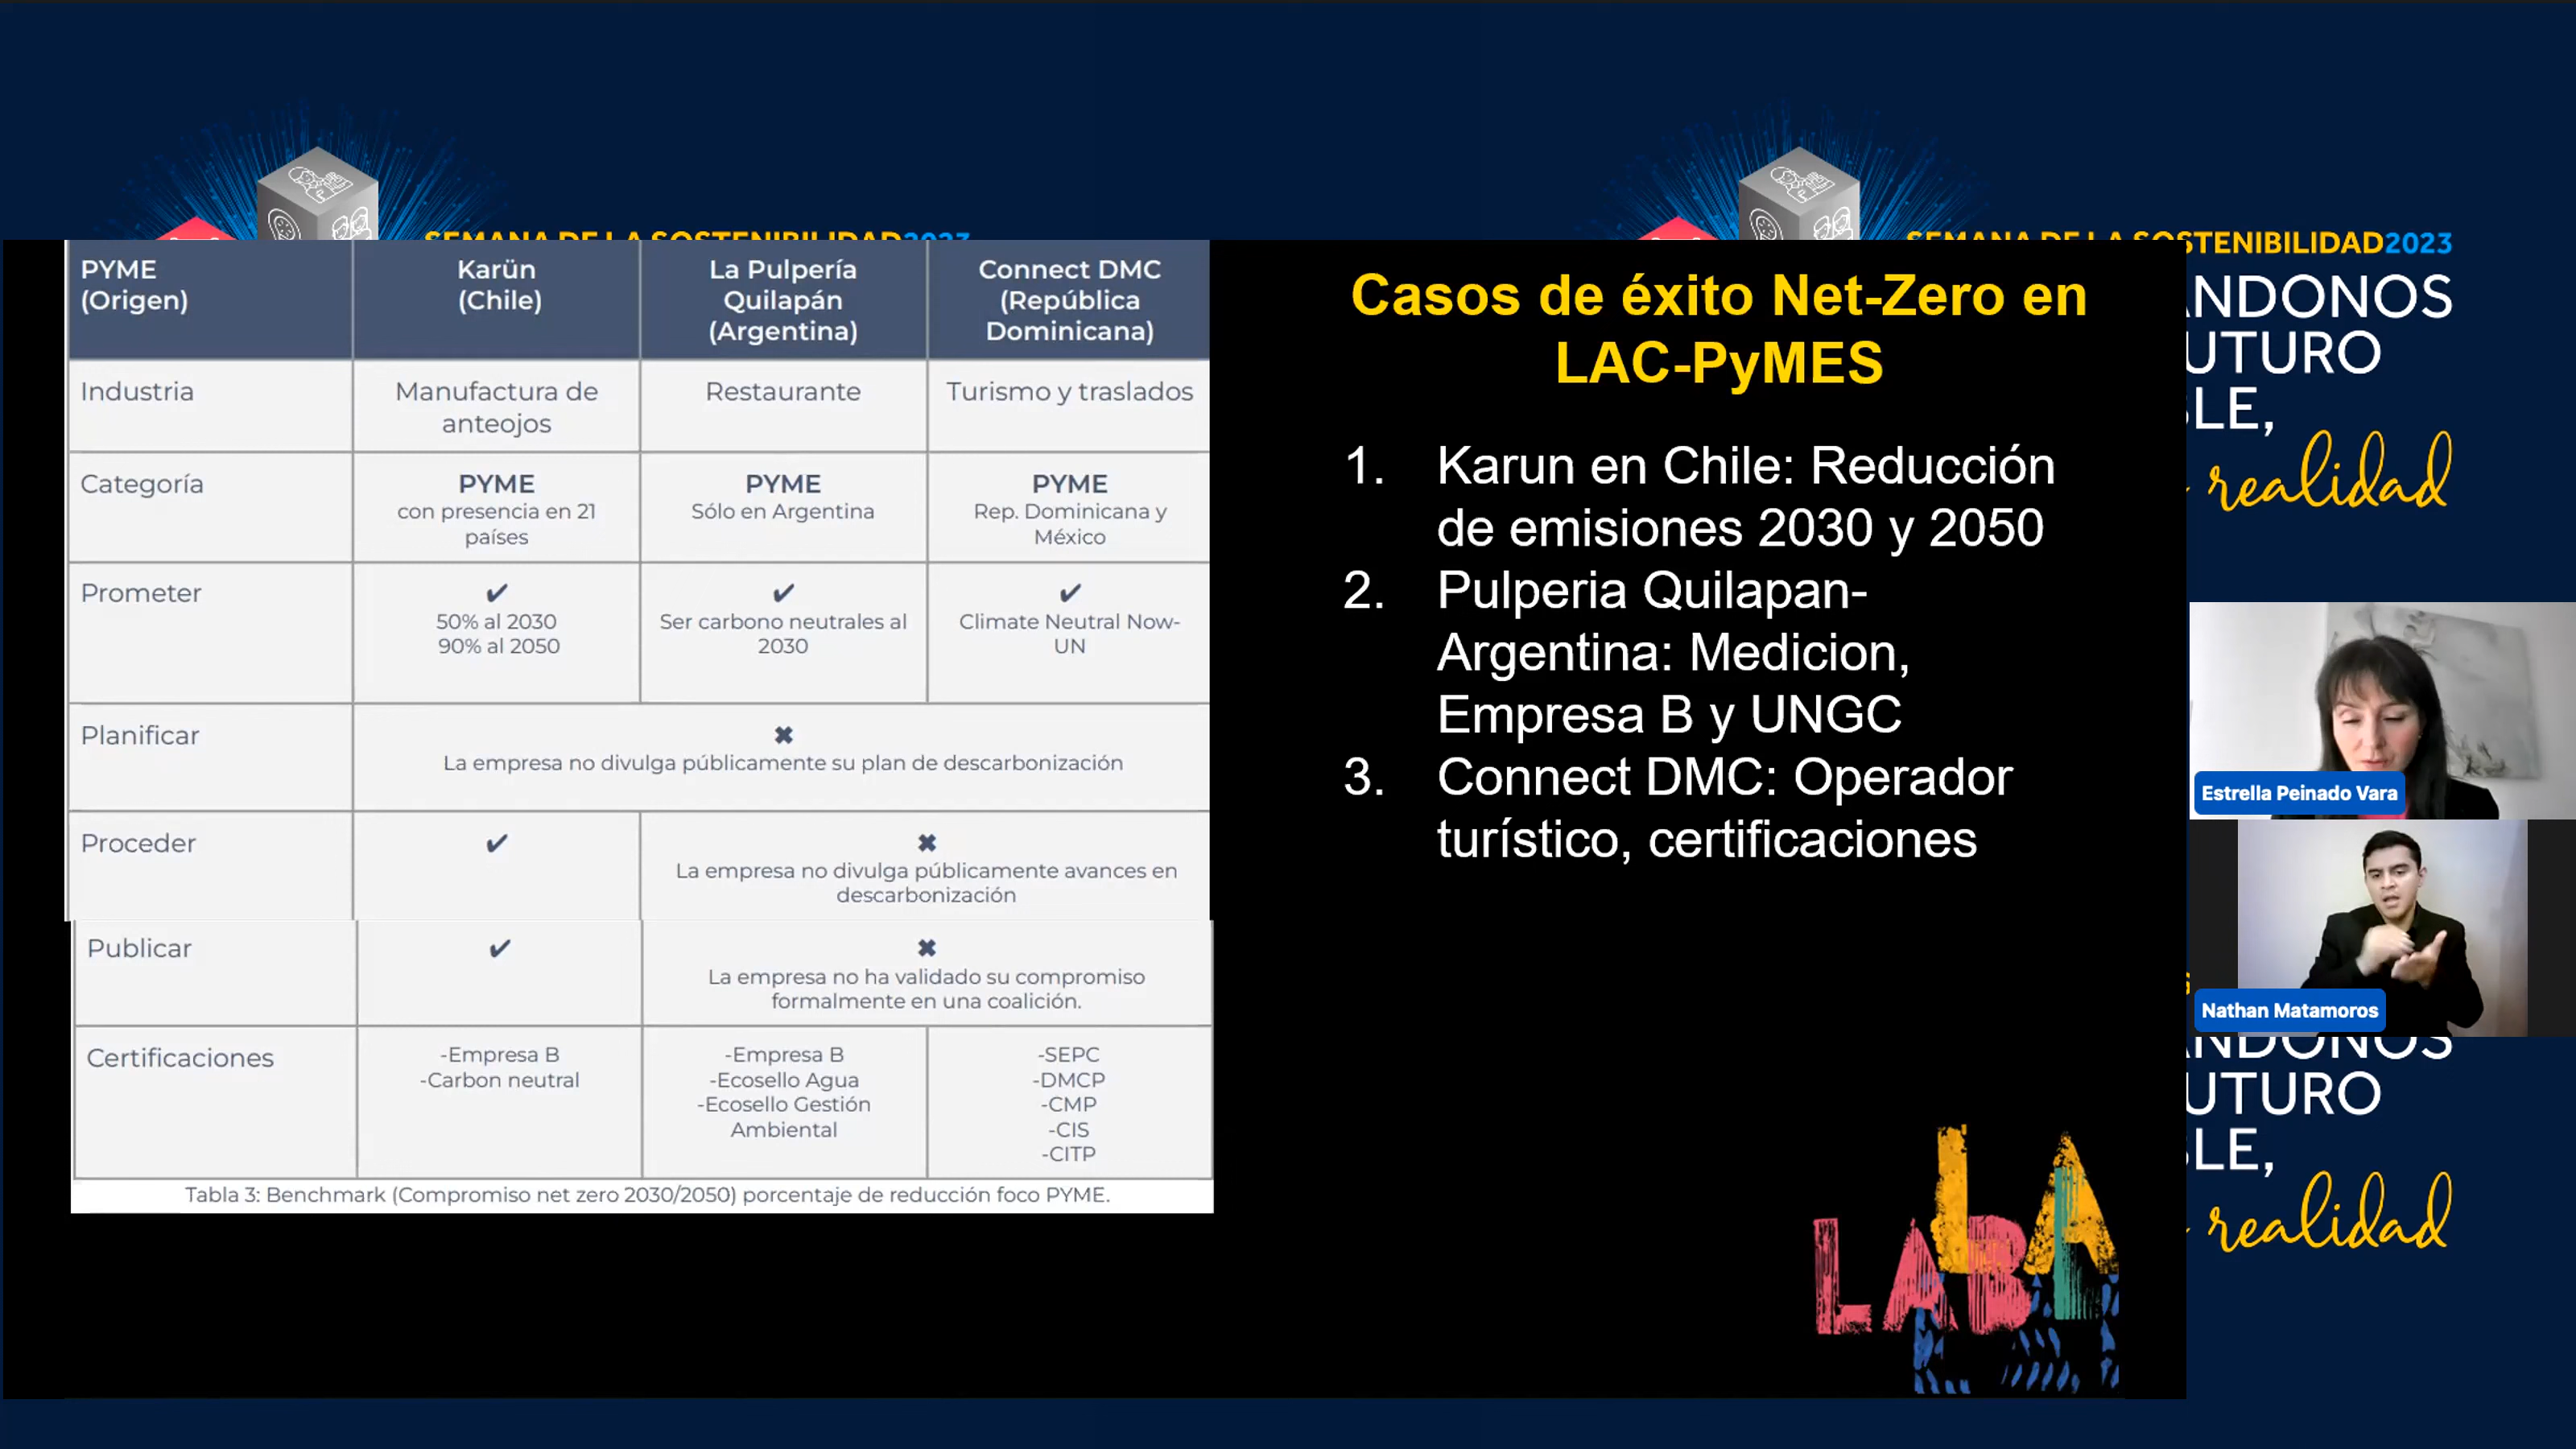 SEMANA DE LA SOSTENIBILIDAD2023
SEMANA DE LA SOSTENIBILIDAD2023
NDONOS
UTURO
LE,
realidad
PYME
(Origen)
Karün
(Chile)
La Pulpería
Quilapán
(Argentina)
Connect DMC
(República
Dominicana)
Industria
Manufactura de
anteojos
Restaurante
Turismo y traslados
Categoría
PYME
con presencia en 21
países
PYME
Sólo en Argentina
PYME
Rep. Dominicana y
México
Prometer
✔
50% al 2030
90% al 2050
✔
Ser carbono neutrales al
2030
✔
Climate Neutral Now-
UN
Planificar
✖
La empresa no divulga públicamente su plan de descarbonización
Proceder
✔
✖
La empresa no divulga públicamente avances en
descarbonización
Publicar
✔
✖
La empresa no ha validado su compromiso
formalmente en una coalición.
Certificaciones
-Empresa B
-Carbon neutral
-Empresa B
-Ecosello Agua
-Ecosello Gestión
Ambiental
-SEPC
-DMCP
-CMP
-CIS
-CITP
Tabla 3: Benchmark (Compromiso net zero 2030/2050) porcentaje de reducción foco PYME.
Casos de éxito Net-Zero en
LAC-PyMES
1. Karun en Chile: Reducción
de emisiones 2030 y 2050
2. Pulperia Quilapan-
Argentina: Medicion,
Empresa B y UNGC
3. Connect DMC: Operador
turístico, certificaciones
Estrella Peinado Vara
Nathan Matamoros
NDONOS
UTURO
LE,
realidad
LA
LAB